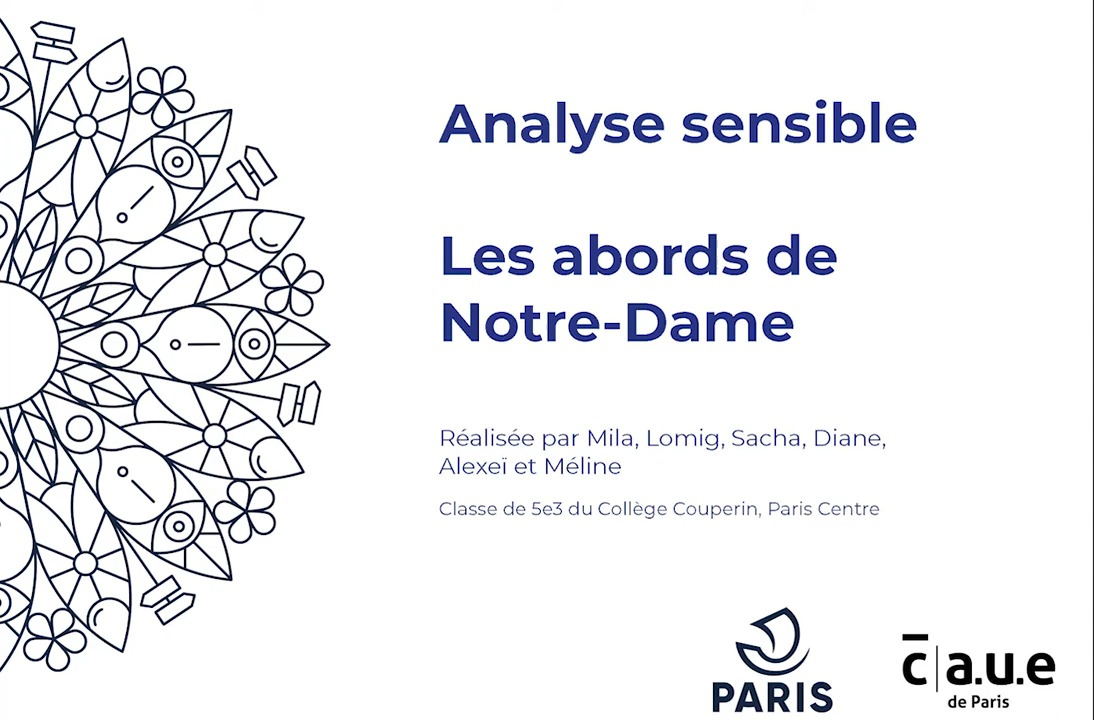 Analyse sensible
Les abords de
Notre-Dame
Réalisée par Mila, Lomig, Sacha, Diane,
Alexeï et Méline
Classe de 5e3 du Collège Couperin, Paris Centre
PARIS
c|a.u.e
de Paris